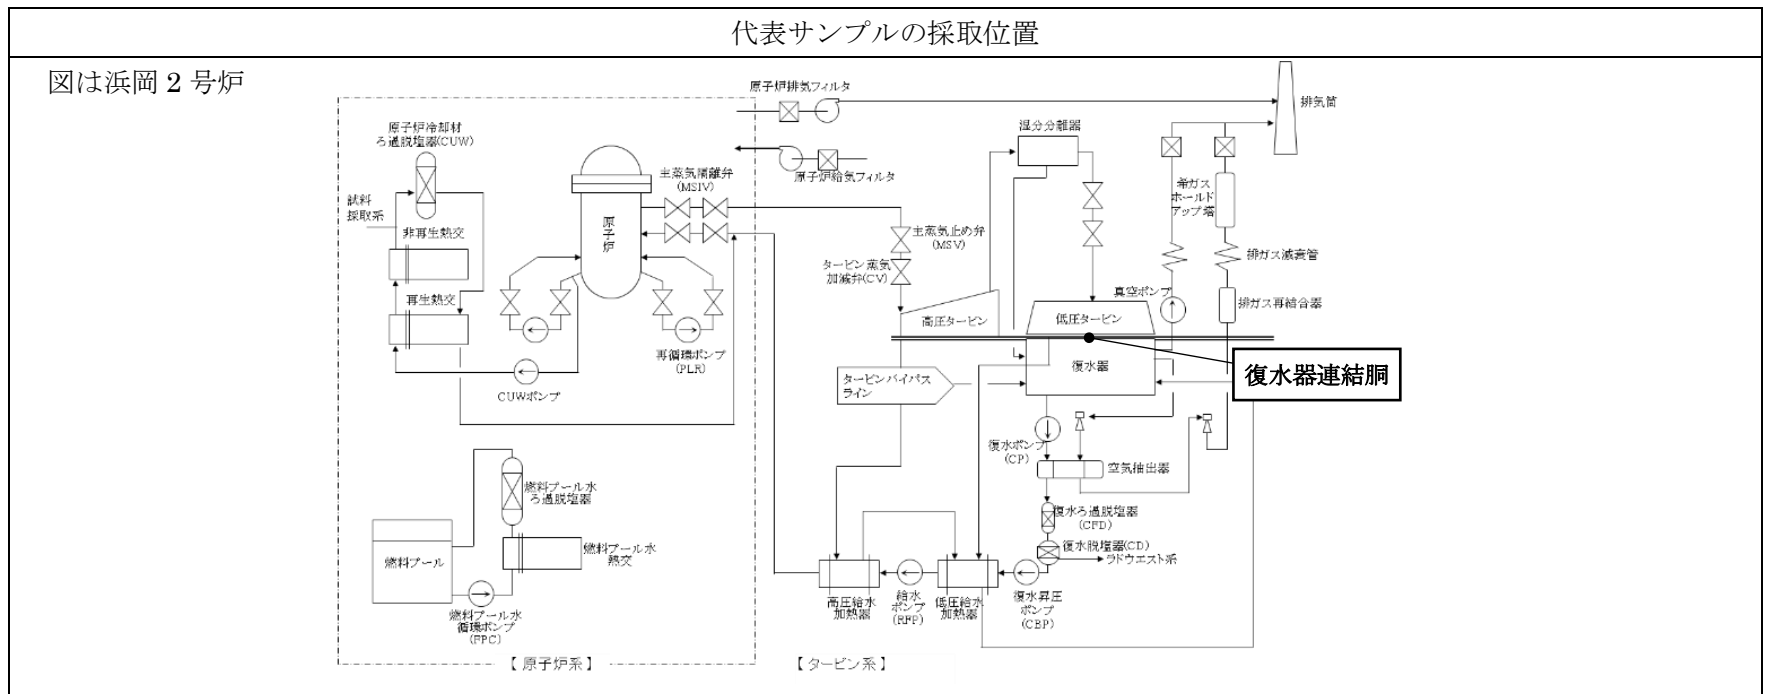 代表サンプルの採取位置
図は浜岡 2 号炉
原子炉排気フィルタ
排気筒
原子炉給気フィルタ
湿分分離器
原子炉冷却材
ろ過脱塩器(CUW)
試料
採取系
非再生熱交
再生熱交
原子炉
主蒸気隔離弁
(MSIV)
主蒸気止め弁
(MSV)
タービン蒸気
加減弁(CV)
希ガス
ホールド
アップ塔
排ガス減衰管
真空ポンプ
排ガス再結合器
高圧タービン
低圧タービン
再循環ポンプ
(PLR)
CUWポンプ
タービンバイパス
ライン
復水器
復水器連結胴
復水ポンプ
(CP)
空気抽出器
燃料プール水
ろ過脱塩器
復水ろ過脱塩器
(CFD)
復水脱塩器(CD)
ラドウエスト系
燃料プール
燃料プール水
熱交
燃料プール水
循環ポンプ
(FPC)
高圧給水
加熱器
給水
ポンプ
(RFP)
低圧給水
加熱器
復水昇圧
ポンプ
(CBP)
【原子炉系】
【タービン系】